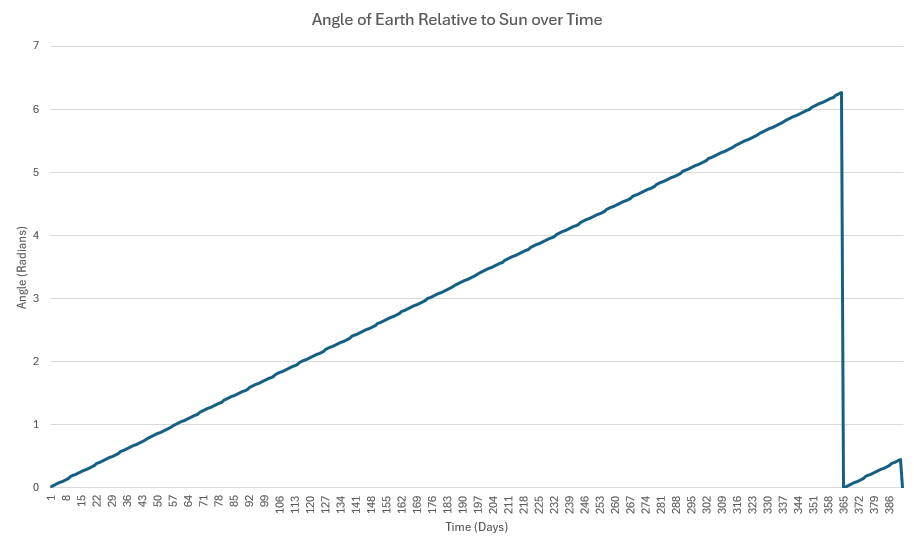 Angle of Earth Relative to Sun over Time
7
6
5
4
3
2
1
0
Angle (Radians)
1 8 15 22 29 36 43 50 57 64 71 78 85 92 99 106 113 120 127 134 141 148 155 162 169 176 183 190 197 204 211 218 225 232 239 246 253 260 267 274 281 288 295 302 309 316 323 330 337 344 351 358 365 372 379 386
Time (Days)